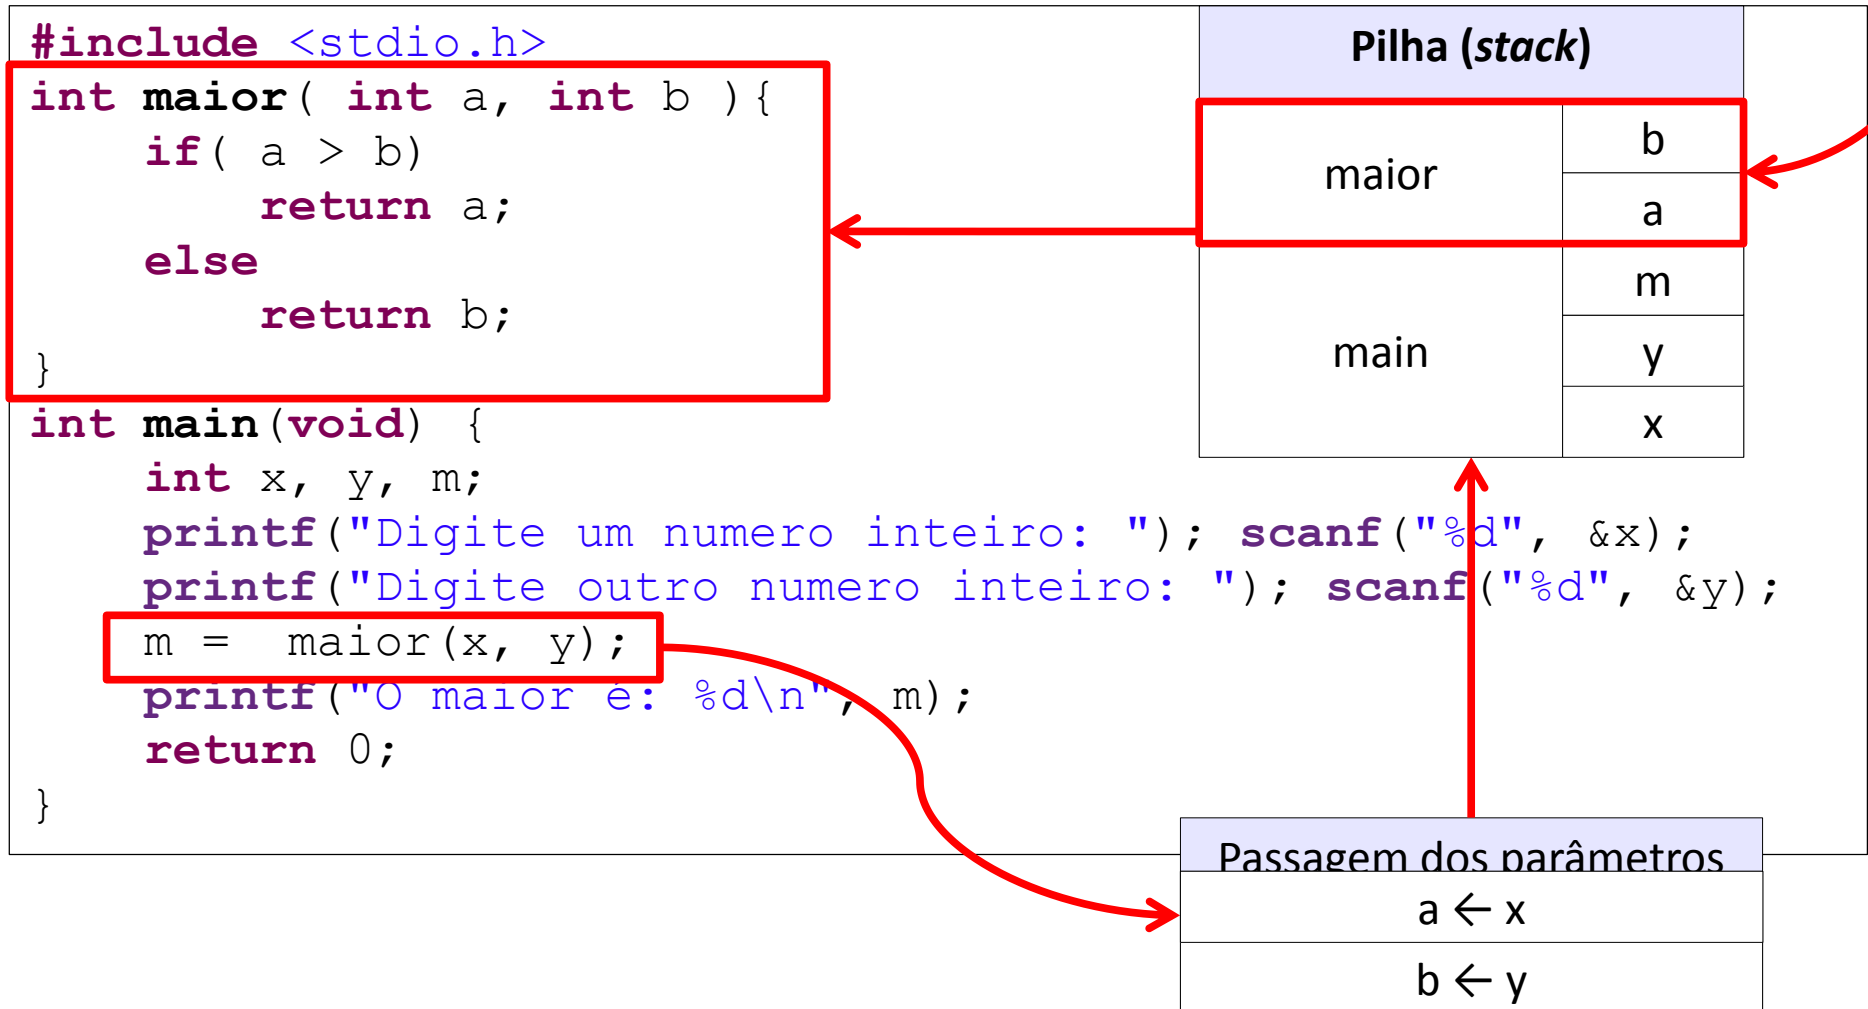 #include <stdio.h>
int maior( int a, int b ){
if( a > b)
return a;
else
return b;
}
int main(void) {
int x, y, m;
printf("Digite um numero inteiro: "); scanf("%d", &x);
printf("Digite outro numero inteiro: "); scanf("%d", &y);
m =  maior(x, y);
printf("O maior é: %d\n", m);
return 0;
}
Pilha (stack)
maior
b
a
main
m
y
x
Passagem dos parâmetros
a ← x
b ← y